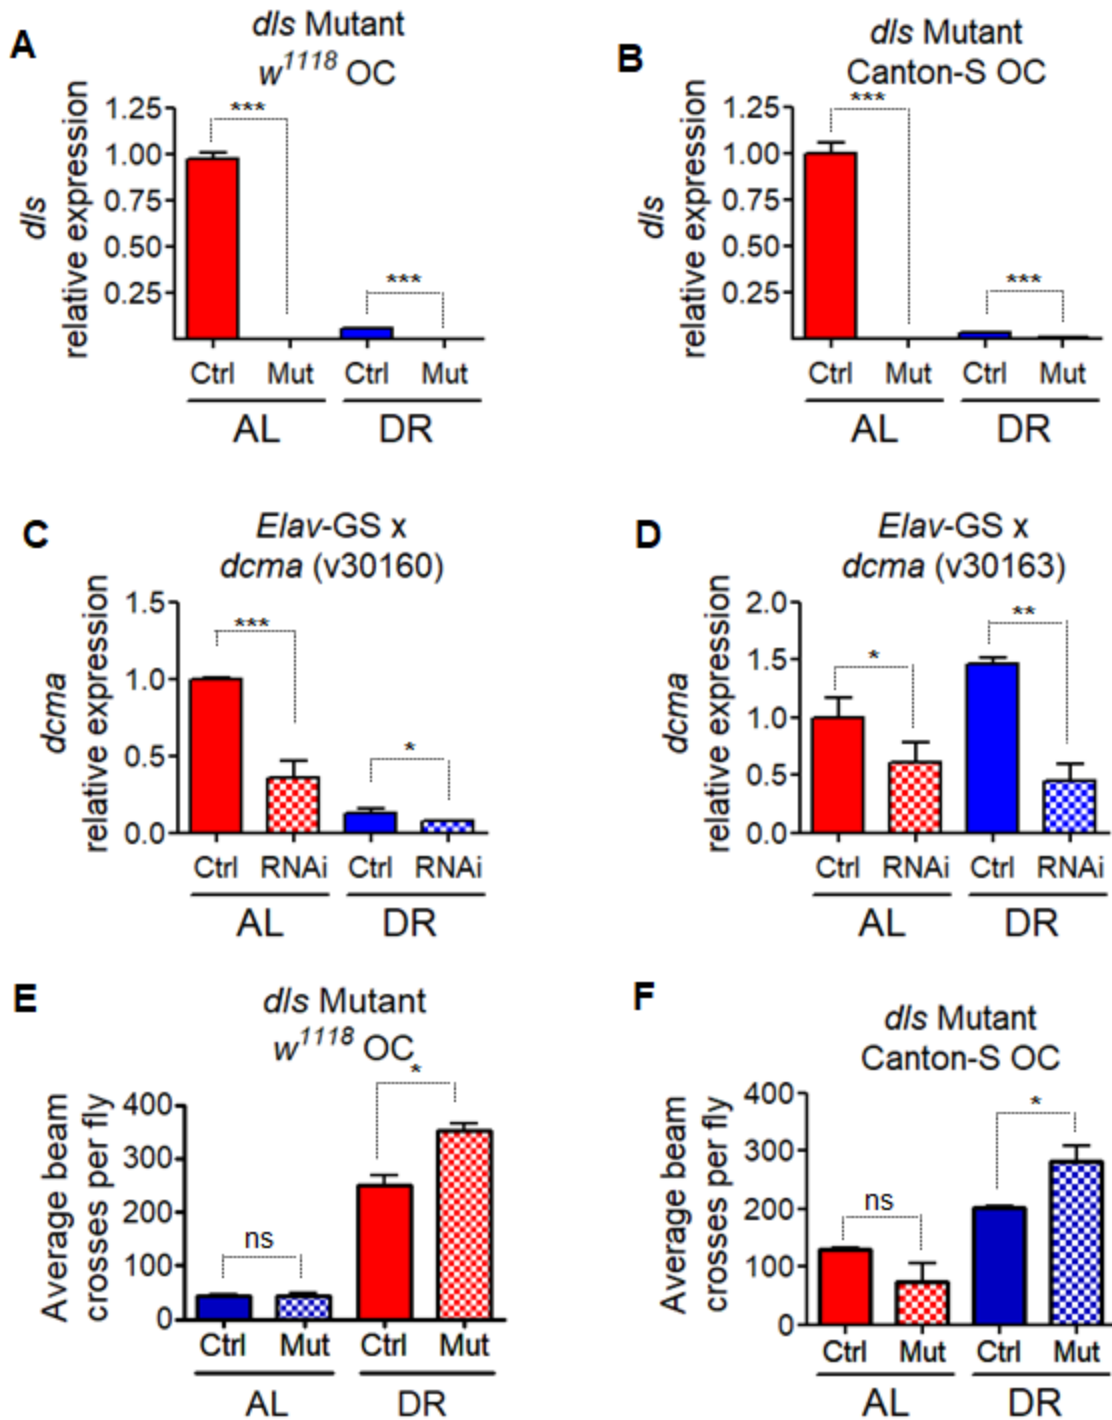 A
dls Mutant
w1118 OC
dls
relative expression
1.25
1.00
0.75
0.50
0.25
***
***
Ctrl Mut Ctrl Mut
AL DR
B
dls Mutant
Canton-S OC
dls
relative expression
1.25
1.00
0.75
0.50
0.25
***
***
Ctrl Mut Ctrl Mut
AL DR
C
Elav-GS x
dcma (v30160)
dcma
relative expression
1.5
1.0
0.5
0.0
***
*
Ctrl RNAi Ctrl RNAi
AL DR
D
Elav-GS x
dcma (v30163)
dcma
relative expression
2.0
1.5
1.0
0.5
0.0
*
**
Ctrl RNAi Ctrl RNAi
AL DR
E
dls Mutant
w1118 OC
Average beam
crosses per fly
400
300
200
100
0
ns
*
Ctrl Mut Ctrl Mut
AL DR
F
dls Mutant
Canton-S OC
Average beam
crosses per fly
400
300
200
100
0
ns
*
Ctrl Mut Ctrl Mut
AL DR